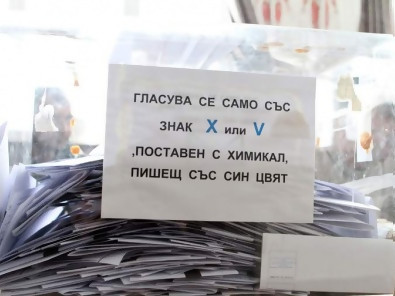 ГЛАСУВА СЕ САМО СЪС
ЗНАК X или V
,ПОСТАВЕН С ХИМИКАЛ,
ПИШЕЩ СЪС СИН ЦВЯТ